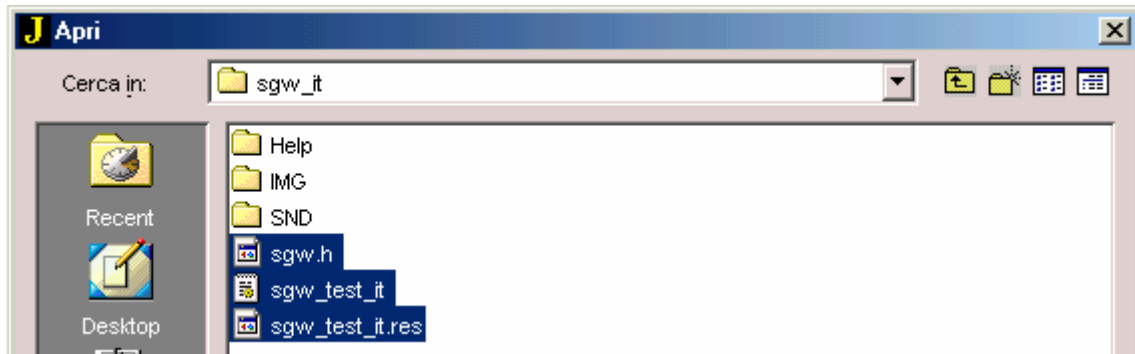 J Apri
Cerca in: sgw_it
Help
IMG
Recent
SND
sgw.h
sgw_test_it
Desktop
sgw_test_it.res